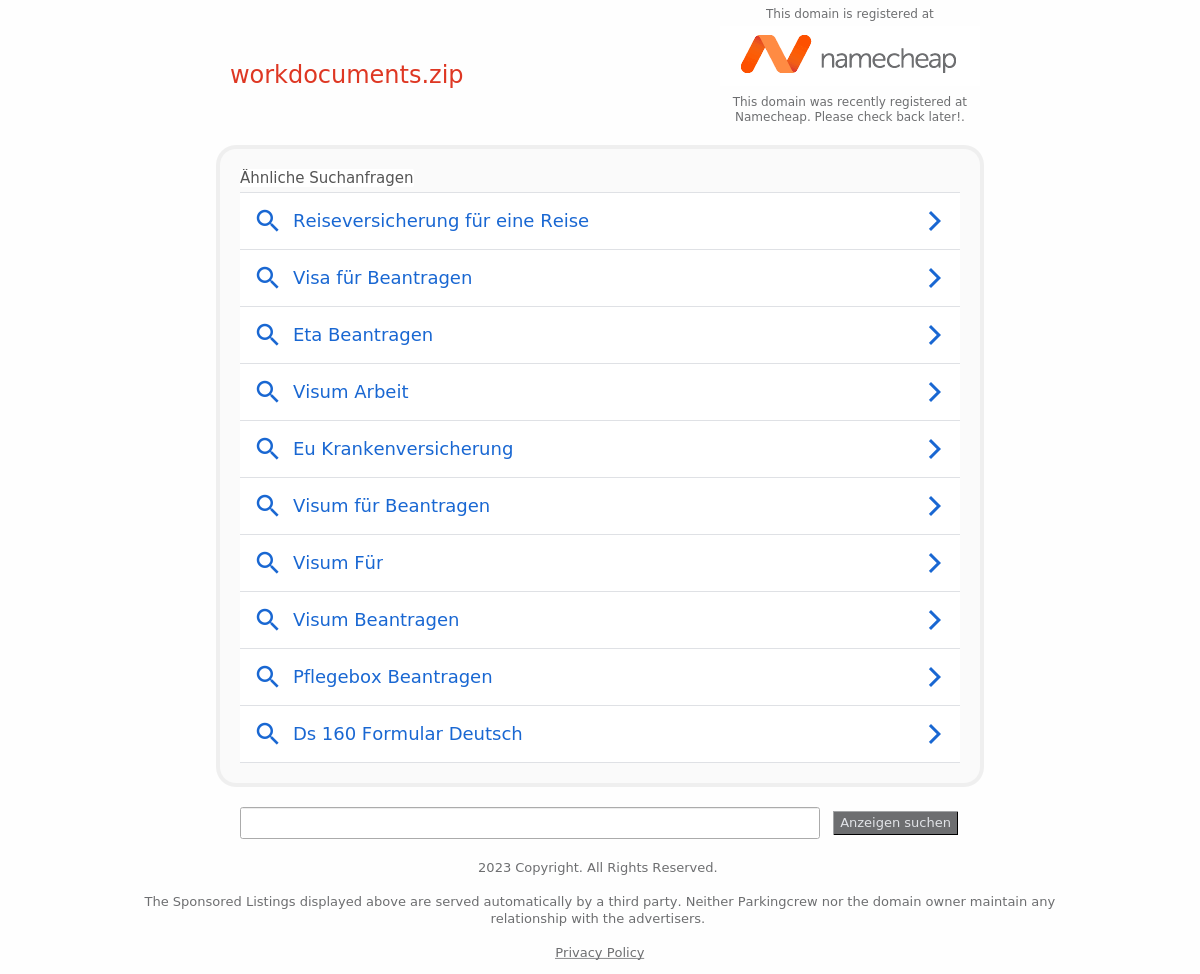 This domain is registered at
namecheap
workdocuments.zip
This domain was recently registered at
Namecheap. Please check back later!.
Ähnliche Suchanfragen
Reiseversicherung für eine Reise
Visa für Beantragen
Eta Beantragen
Visum Arbeit
Eu Krankenversicherung
Visum für Beantragen
Visum Für
Visum Beantragen
Pflegebox Beantragen
Ds 160 Formular Deutsch
Anzeigen suchen
2023 Copyright. All Rights Reserved.
The Sponsored Listings displayed above are served automatically by a third party. Neither Parkingcrew nor the domain owner maintain any
relationship with the advertisers.
Privacy Policy